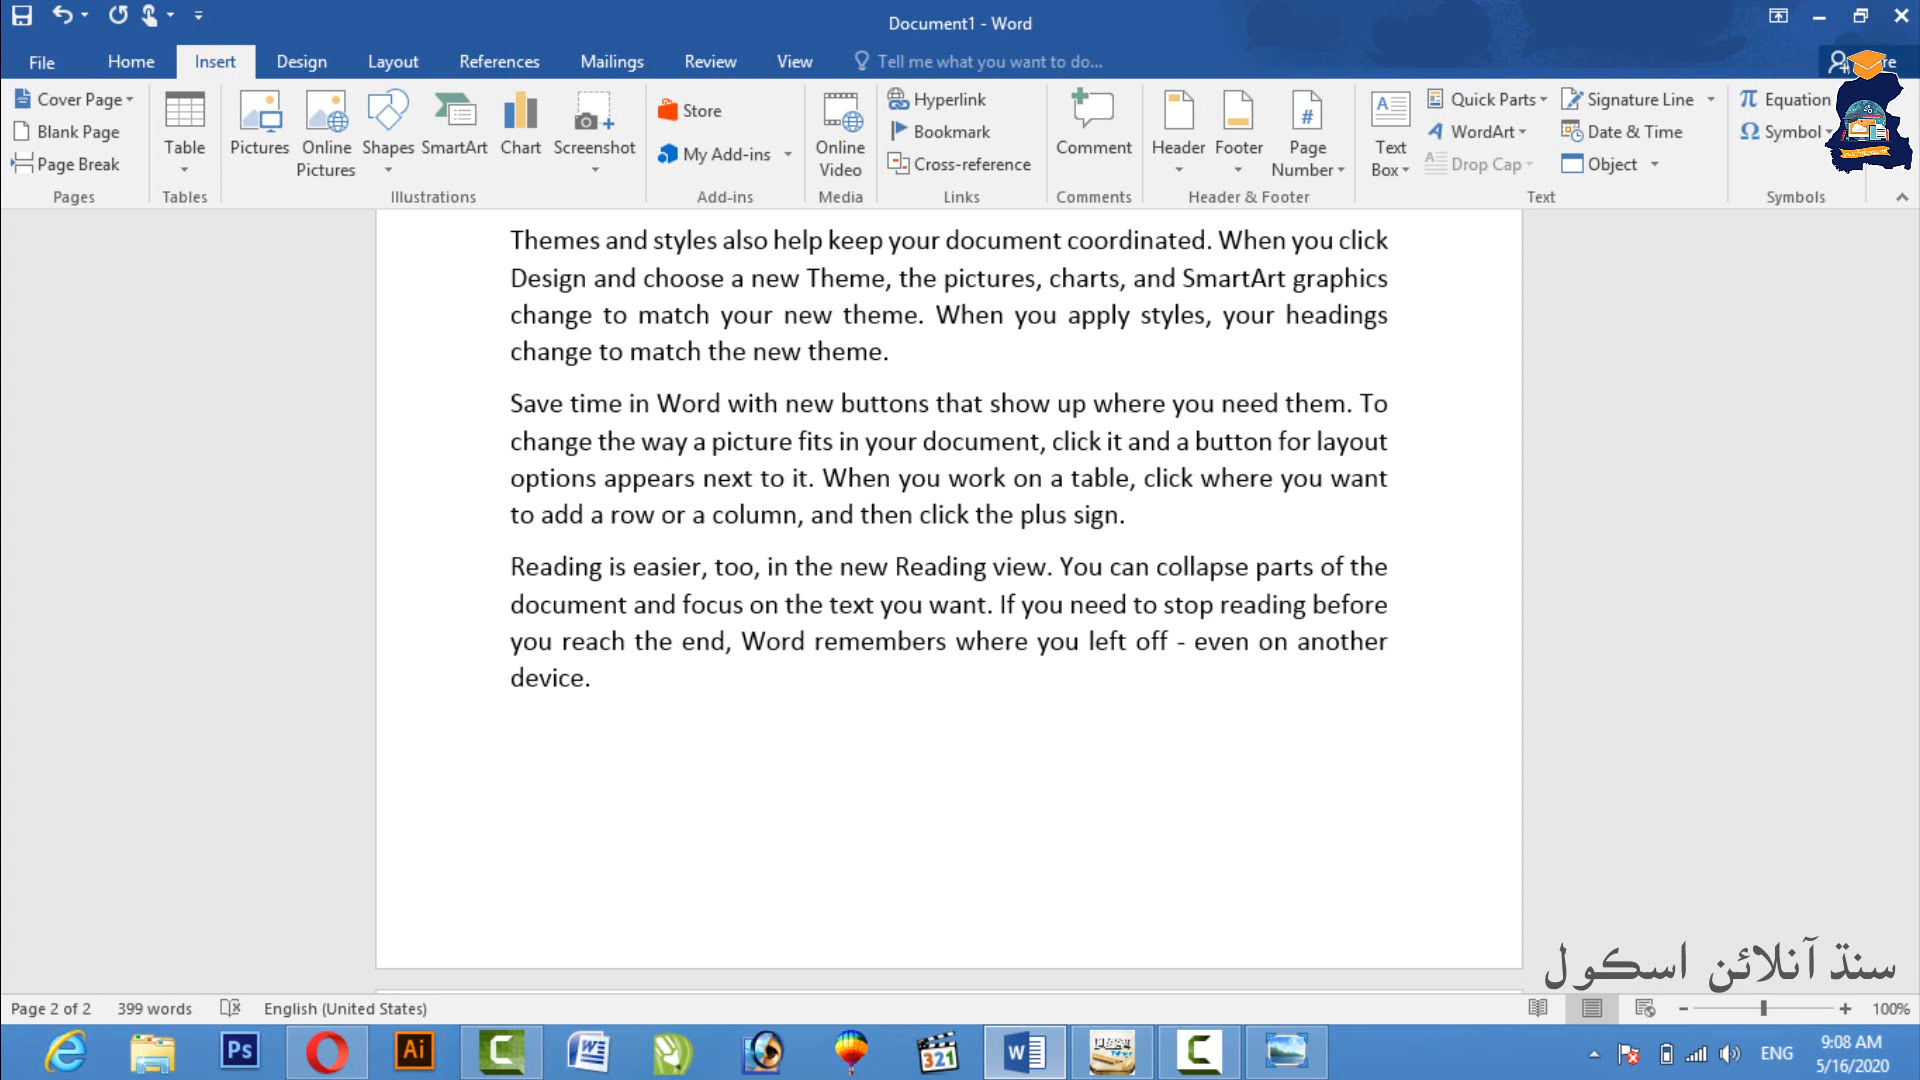 Document1 - Word
File Home Insert Design Layout References Mailings Review View Tell me what you want to do...
Cover Page
Blank Page
Page Break
Pages
Table
Tables
Pictures
Online Pictures
Shapes
SmartArt
Chart
Screenshot
Illustrations
Store
My Add-ins
Add-ins
Online Video
Media
Hyperlink
Bookmark
Cross-reference
Links
Comment
Comments
Header
Footer
Page Number
Header & Footer
Text Box
Quick Parts
WordArt
Drop Cap
Signature Line
Date & Time
Object
Text
Equation
Symbol
Symbols
Themes and styles also help keep your document coordinated. When you click
Design and choose a new Theme, the pictures, charts, and SmartArt graphics
change to match your new theme. When you apply styles, your headings
change to match the new theme.
Save time in Word with new buttons that show up where you need them. To
change the way a picture fits in your document, click it and a button for layout
options appears next to it. When you work on a table, click where you want
to add a row or a column, and then click the plus sign.
Reading is easier, too, in the new Reading view. You can collapse parts of the
document and focus on the text you want. If you need to stop reading before
you reach the end, Word remembers where you left off - even on another
device.
سنڌ آنلائن اسڪول
Page 2 of 2 399 words English (United States) 100%
Ps Ai 321 ENG 9:08 AM
5/16/2020